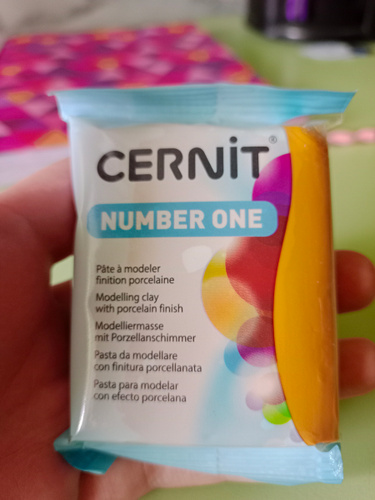 CERNiT®
NUMBER ONE
Pâte à modeler
finition porcelaine
Modelling clay
with porcelain finish
Modelliermasse
mit Porzellanschimmer
Pasta da modellare
con finitura porcellanata
Pasta para modelar
con efecto porcelana